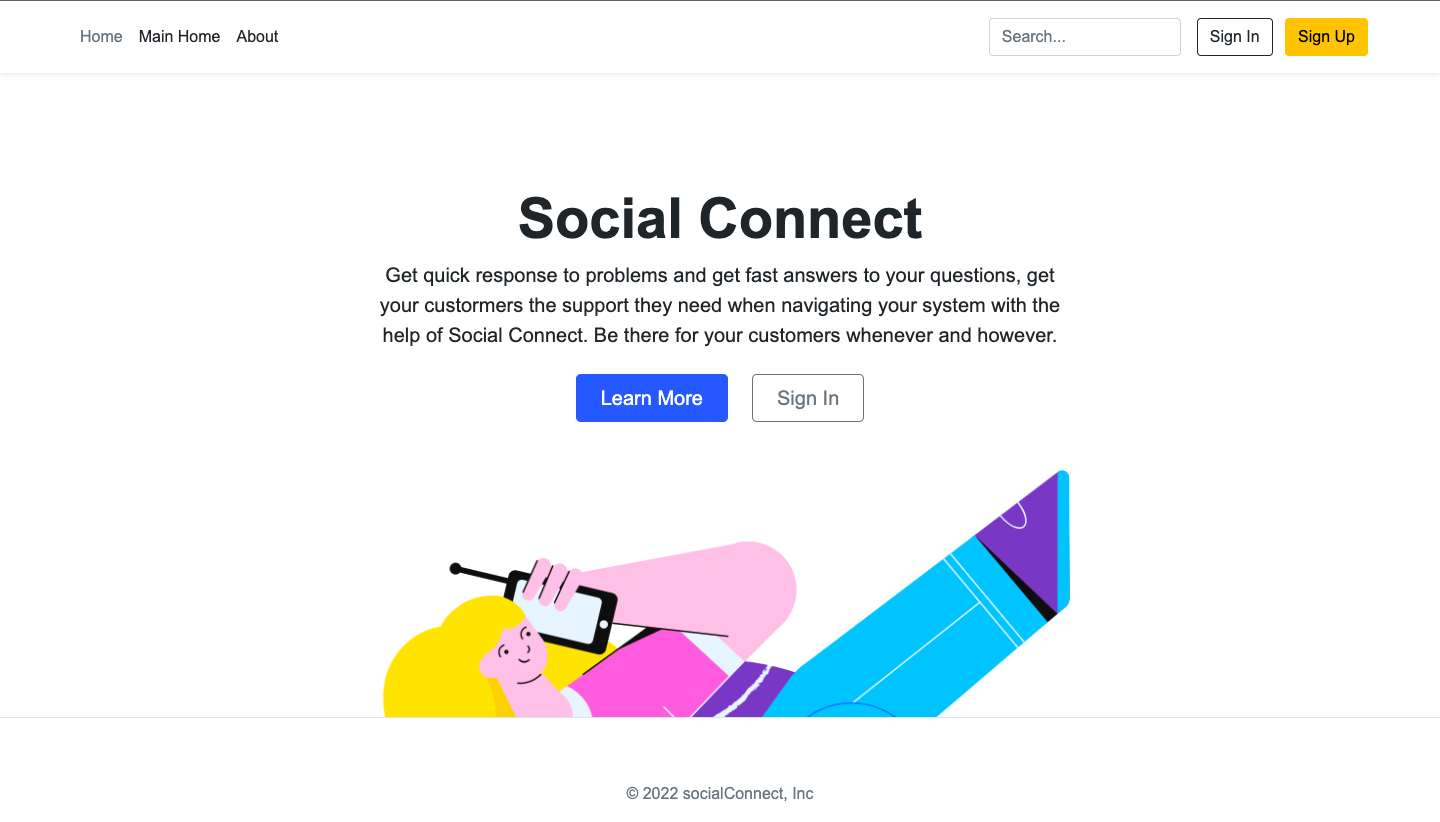 Home Main Home About Search... Sign In Sign Up
Social Connect
Get quick response to problems and get fast answers to your questions, get
your custormers the support they need when navigating your system with the
help of Social Connect. Be there for your customers whenever and however.
Learn More Sign In
© 2022 socialConnect, Inc